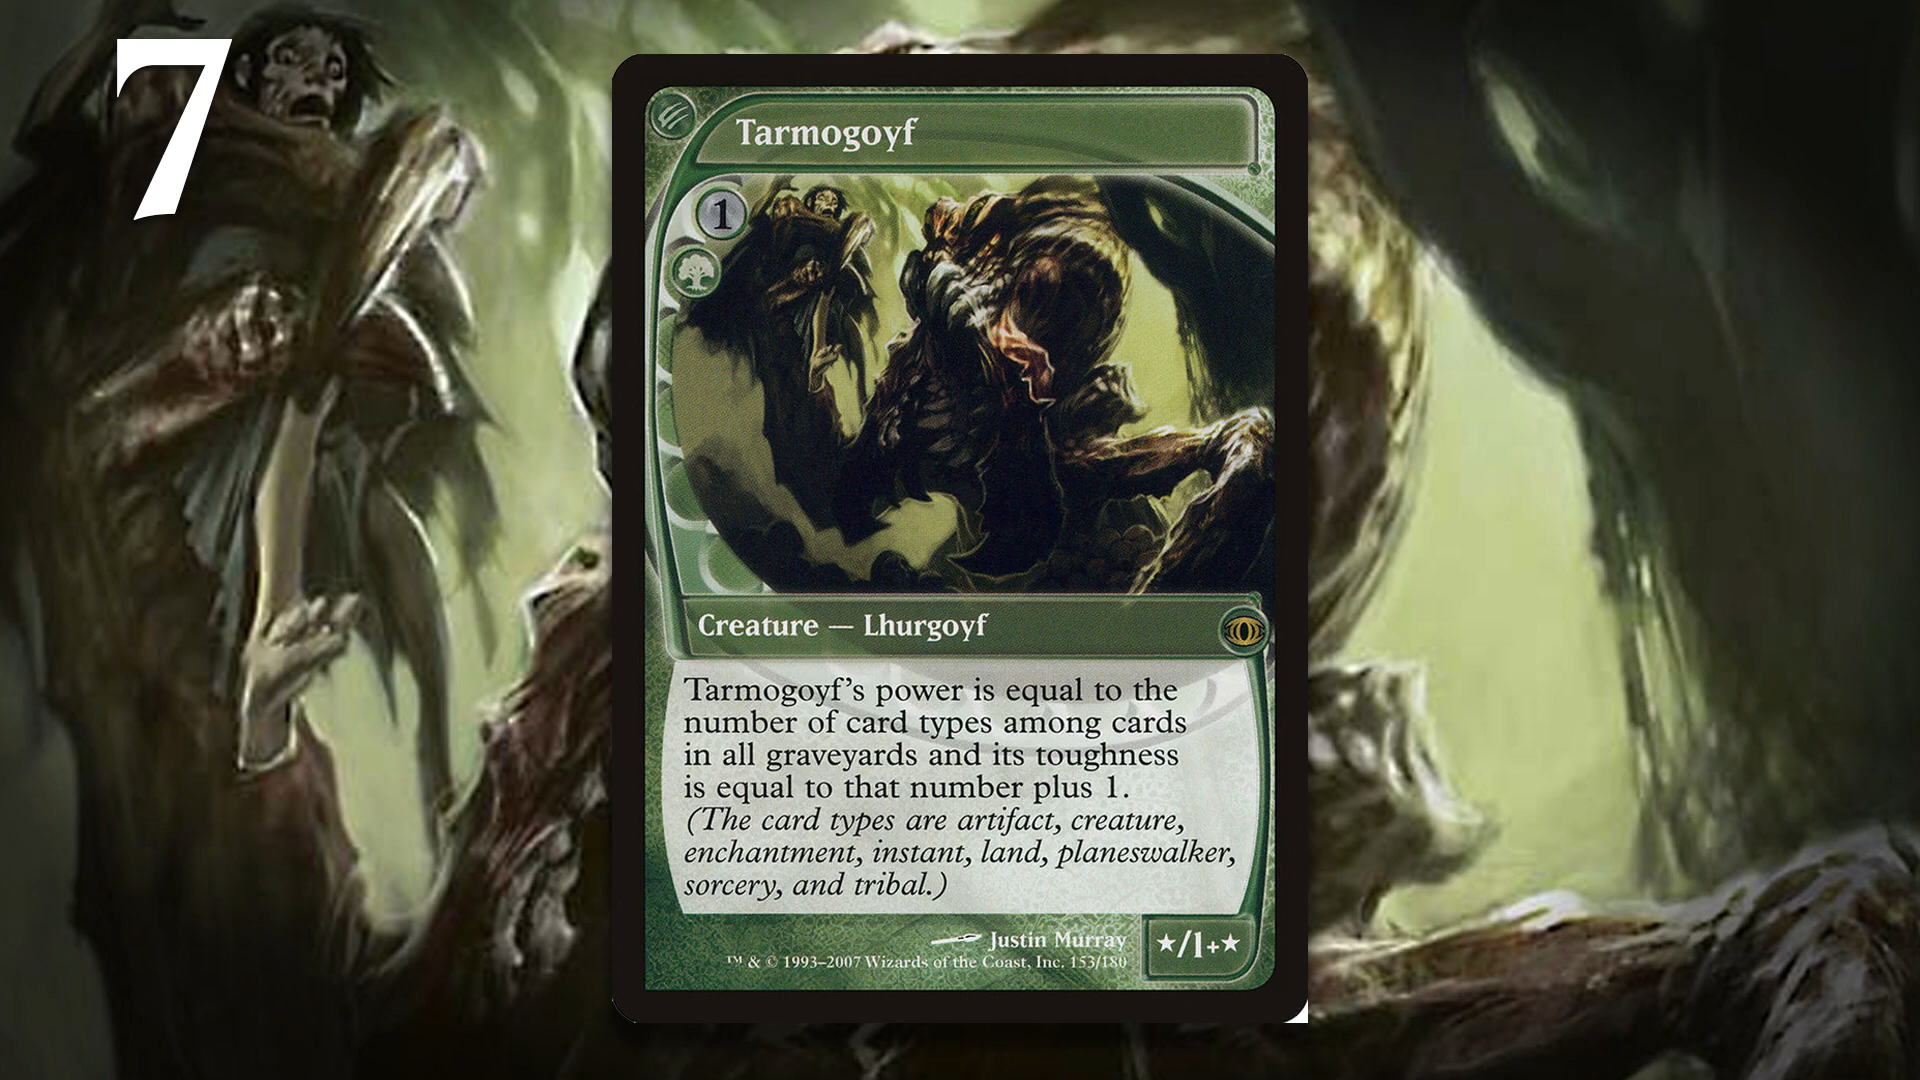 7
Tarmogoyf
1
Creature — Lhurgoyf
Tarmogoyf's power is equal to the
number of card types among cards
in all graveyards and its toughness
is equal to that number plus 1.
(The card types are artifact, creature,
enchantment, instant, land, planeswalker,
sorcery, and tribal.)
Justin Murray
™ & © 1993–2007 Wizards of the Coast, Inc. 153/180
★/1+★